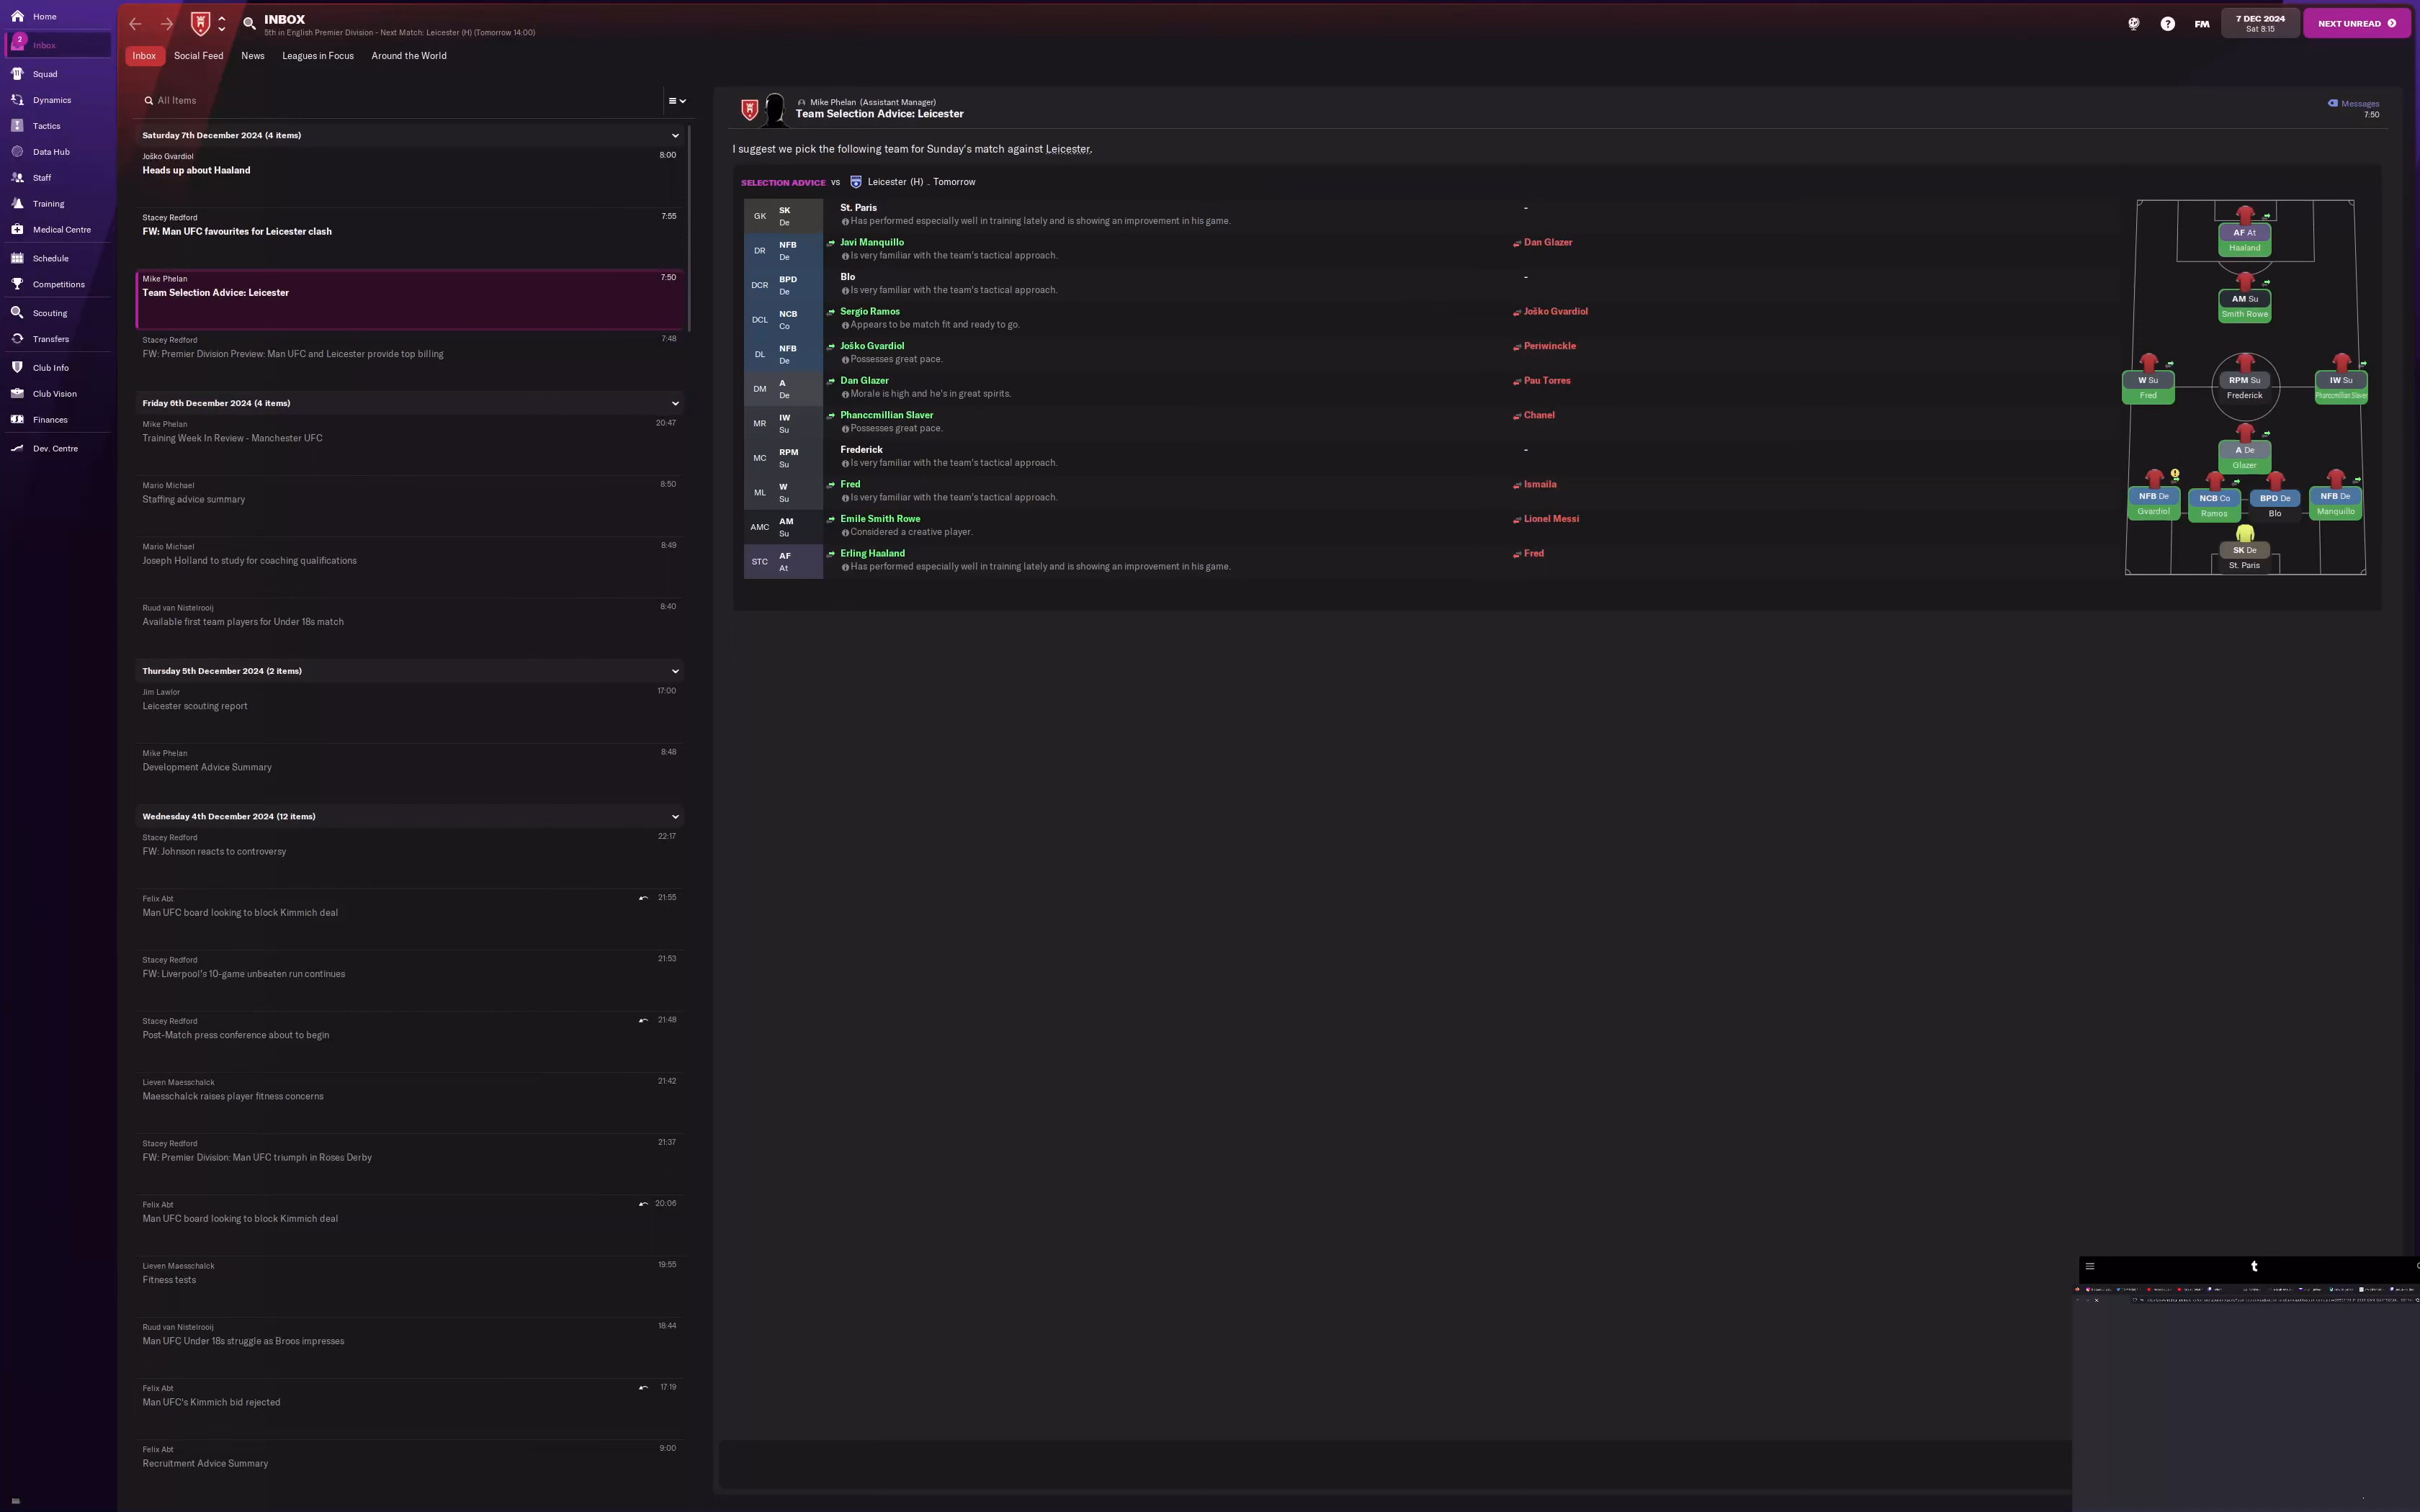 Home
2
Inbox
Squad
Dynamics
Tactics
Data Hub
Staff
Training
Medical Centre
Schedule
Competitions
Scouting
Transfers
Club Info
Club Vision
Finances
Dev. Centre
INBOX
5th in English Premier Division - Next Match: Leicester (H) (Tomorrow 14:00)
FM
7 DEC 2024
Sat 8:15
NEXT UNREAD
Inbox
Social Feed
News
Leagues in Focus
Around the World
All Items
Saturday 7th December 2024 (4 items)
Joško Gvardiol 8:00
Heads up about Haaland
Stacey Redford 7:55
FW: Man UFC favourites for Leicester clash
Mike Phelan 7:50
Team Selection Advice: Leicester
Stacey Redford 7:48
FW: Premier Division Preview: Man UFC and Leicester provide top billing
Friday 6th December 2024 (4 items)
Mike Phelan 20:47
Training Week In Review - Manchester UFC
Mario Michael 8:50
Staffing advice summary
Mario Michael 8:49
Joseph Holland to study for coaching qualifications
Ruud van Nistelrooij 8:40
Available first team players for Under 18s match
Thursday 5th December 2024 (2 items)
Jim Lawlor 17:00
Leicester scouting report
Mike Phelan 8:48
Development Advice Summary
Wednesday 4th December 2024 (12 items)
Stacey Redford 22:17
FW: Johnson reacts to controversy
Felix Abt 21:55
Man UFC board looking to block Kimmich deal
Stacey Redford 21:53
FW: Liverpool's 10-game unbeaten run continues
Stacey Redford 21:48
Post-Match press conference about to begin
Lieven Maesschalck 21:42
Maesschalck raises player fitness concerns
Stacey Redford 21:37
FW: Premier Division: Man UFC triumph in Roses Derby
Felix Abt 20:06
Man UFC board looking to block Kimmich deal
Lieven Maesschalck 19:55
Fitness tests
Ruud van Nistelrooij 18:44
Man UFC Under 18s struggle as Broos impresses
Felix Abt 17:19
Man UFC's Kimmich bid rejected
Felix Abt 9:00
Recruitment Advice Summary
Mike Phelan (Assistant Manager)
Team Selection Advice: Leicester
Messages
7:50
I suggest we pick the following team for Sunday's match against Leicester.
SELECTION ADVICE vs Leicester (H) . Tomorrow
GK SK De St. Paris -
Has performed especially well in training lately and is showing an improvement in his game.
DR NFB De Javi Manquillo Dan Glazer
Is very familiar with the team's tactical approach.
DCR BPD De Blo -
Is very familiar with the team's tactical approach.
DCL NCB Co Sergio Ramos Joško Gvardiol
Appears to be match fit and ready to go.
DL NFB De Joško Gvardiol Periwinckle
Possesses great pace.
DM A De Dan Glazer Pau Torres
Morale is high and he's in great spirits.
MR IW Su Phanccmillian Slaver Chanel
Possesses great pace.
MC RPM Su Frederick -
Is very familiar with the team's tactical approach.
ML W Su Fred Ismaila
Is very familiar with the team's tactical approach.
AMC AM Su Emile Smith Rowe Lionel Messi
Considered a creative player.
STC AF At Erling Haaland Fred
Has performed especially well in training lately and is showing an improvement in his game.
AF At
Haaland
AM Su
Smith Rowe
W Su
Fred
RPM Su
Frederick
IW Su
Phanccmillian Slaver
A De
Glazer
NFB De
Gvardiol
NCB Co
Ramos
BPD De
Blo
NFB De
Manquillo
SK De
St. Paris
t